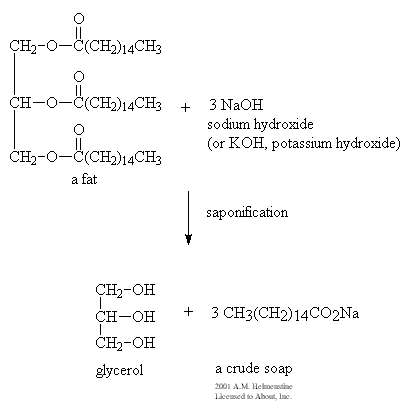 O
CH2-O-C(CH2)14CH3
O
CH-O-C(CH2)14CH3 + 3 NaOH
sodium hydroxide
O
(or KOH, potassium hydroxide)
CH2-O-C(CH2)14CH3
a fat
saponification
CH2-OH
CH-OH + 3 CH3(CH2)14CO2Na
CH2-OH
glycerol a crude soap
2001 A.M. Helmenstine
Licensed to About, Inc.